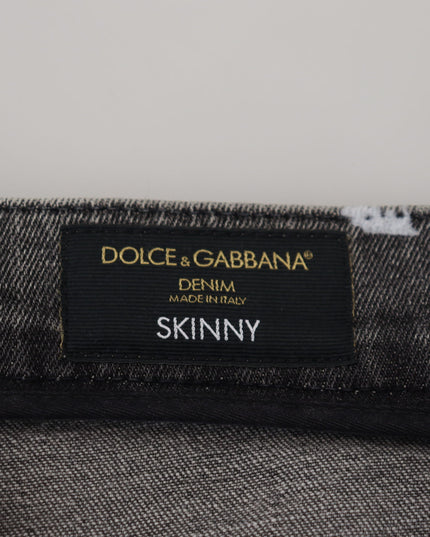 DOLCE & GABBANA®
DENIM
MADE IN ITALY
SKINNY